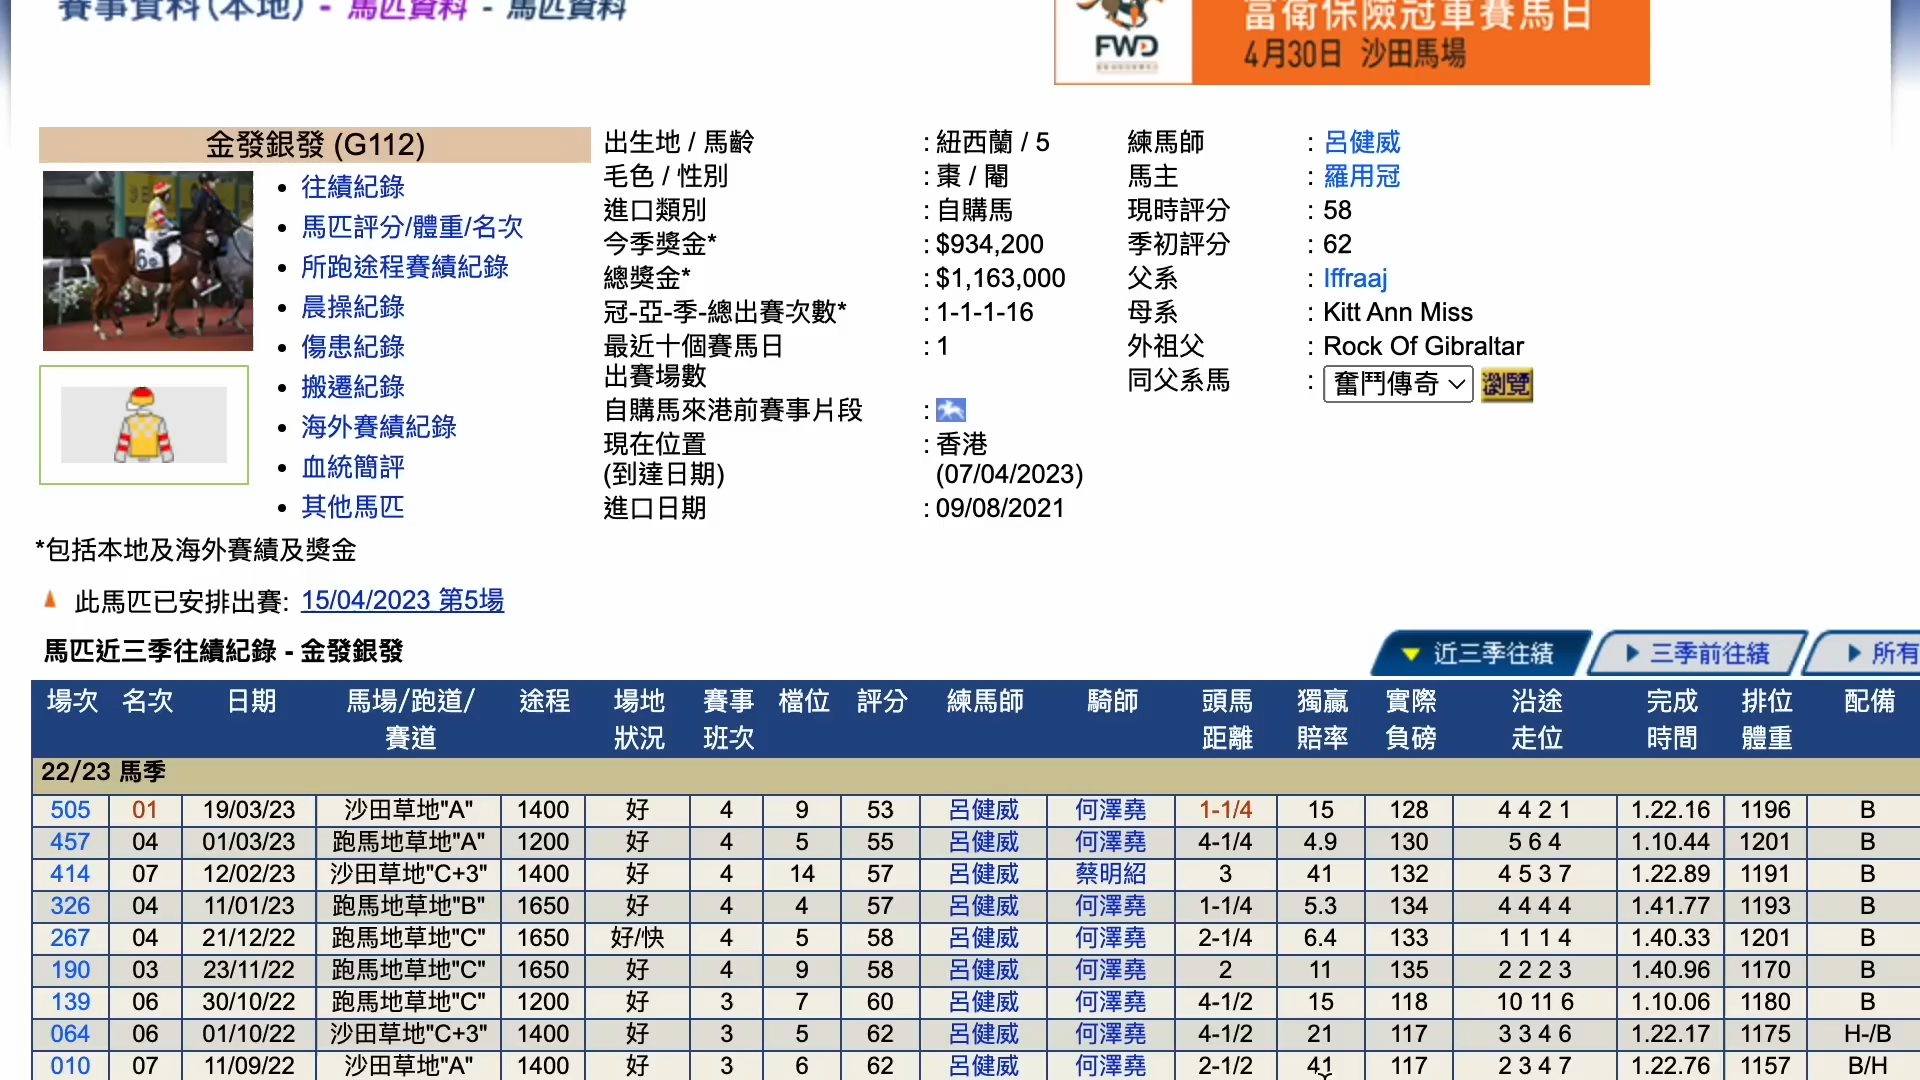 賽事資料(本地) - 馬匹資料 - 馬匹資料
富衛保險冠軍賽馬日
FWD
4月30日 沙田馬場
金發銀發 (G112)
往績紀錄
馬匹評分/體重/名次
所跑途程賽績紀錄
晨操紀錄
傷患紀錄
搬遷紀錄
海外賽績紀錄
血統簡評
其他馬匹
出生地 / 馬齡 : 紐西蘭 / 5
毛色 / 性別 : 棗 / 閹
進口類別 : 自購馬
今季獎金* : $934,200
總獎金* : $1,163,000
冠-亞-季-總出賽次數* : 1-1-1-16
最近十個賽馬日 : 1
出賽場數
自購馬來港前賽事片段 :
現在位置 : 香港
(到達日期) (07/04/2023)
進口日期 : 09/08/2021
練馬師 : 呂健威
馬主 : 羅用冠
現時評分 : 58
季初評分 : 62
父系 : Iffraaj
母系 : Kitt Ann Miss
外祖父 : Rock Of Gibraltar
同父系馬 : 奮鬥傳奇 瀏覽
*包括本地及海外賽績及獎金
此馬匹已安排出賽: 15/04/2023 第5場
馬匹近三季往績紀錄 - 金發銀發
近三季往績 三季前往績 所有
場次 名次 日期 馬場/跑道/ 途程 場地 賽事 檔位 評分 練馬師 騎師 頭馬 獨贏 實際 沿途 完成 排位 配備
賽道 狀況 班次 距離 賠率 負磅 走位 時間 體重
22/23 馬季
505 01 19/03/23 沙田草地"A" 1400 好 4 9 53 呂健威 何澤堯 1-1/4 15 128 4 4 2 1 1.22.16 1196 B
457 04 01/03/23 跑馬地草地"A" 1200 好 4 5 55 呂健威 何澤堯 4-1/4 4.9 130 5 6 4 1.10.44 1201 B
414 07 12/02/23 沙田草地"C+3" 1400 好 4 14 57 呂健威 蔡明紹 3 41 132 4 5 3 7 1.22.89 1191 B
326 04 11/01/23 跑馬地草地"B" 1650 好 4 4 57 呂健威 何澤堯 1-1/4 5.3 134 4 4 4 4 1.41.77 1193 B
267 04 21/12/22 跑馬地草地"C" 1650 好/快 4 5 58 呂健威 何澤堯 2-1/4 6.4 133 1 1 1 4 1.40.33 1201 B
190 03 23/11/22 跑馬地草地"C" 1650 好 4 9 58 呂健威 何澤堯 2 11 135 2 2 2 3 1.40.96 1170 B
139 06 30/10/22 跑馬地草地"C" 1200 好 3 7 60 呂健威 何澤堯 4-1/2 15 118 10 11 6 1.10.06 1180 B
064 06 01/10/22 沙田草地"C+3" 1400 好 3 5 62 呂健威 何澤堯 4-1/2 21 117 3 3 4 6 1.22.17 1175 H-/B
010 07 11/09/22 沙田草地"A" 1400 好 3 6 62 呂健威 何澤堯 2-1/2 41 117 2 3 4 7 1.22.76 1157 B/H